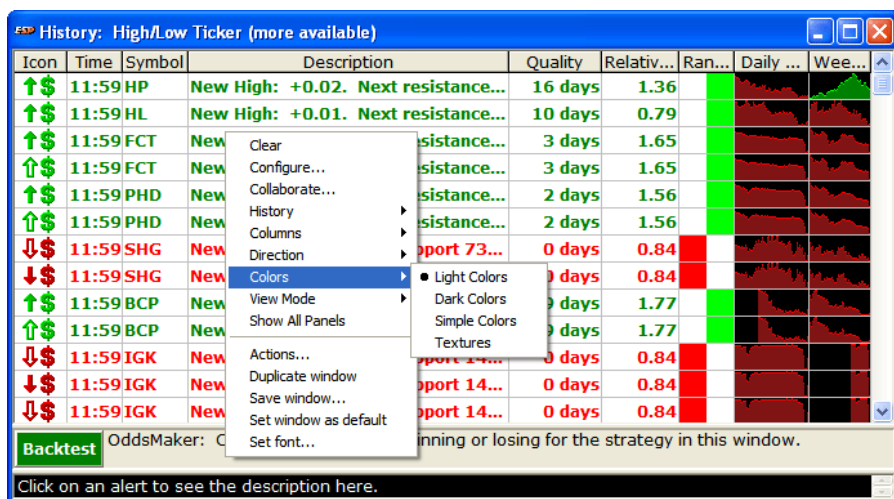 History: High/Low Ticker (more available)
Icon Time Symbol Description Quality Relativ... Ran... Daily ... Wee...
11:59 HP New High: +0.02. Next resistance... 16 days 1.36
11:59 HL New High: +0.01. Next resistance... 10 days 0.79
11:59 FCT New sistance... 3 days 1.65
11:59 FCT New sistance... 3 days 1.65
11:59 PHD New sistance... 2 days 1.56
11:59 PHD New sistance... 2 days 1.56
11:59 SHG New pport 73... 0 days 0.84
11:59 SHG New days 0.84
11:59 BCP New days 1.77
11:59 BCP New days 1.77
11:59 IGK New pport 14... 0 days 0.84
11:59 IGK New pport 14... 0 days 0.84
11:59 IGK New pport 14... 0 days 0.84
Clear
Configure...
Collaborate...
History
Columns
Direction
Colors
View Mode
Show All Panels
Actions...
Duplicate window
Save window...
Set window as default
Set font...
Light Colors
Dark Colors
Simple Colors
Textures
Backtest OddsMaker: inning or losing for the strategy in this window.
Click on an alert to see the description here.